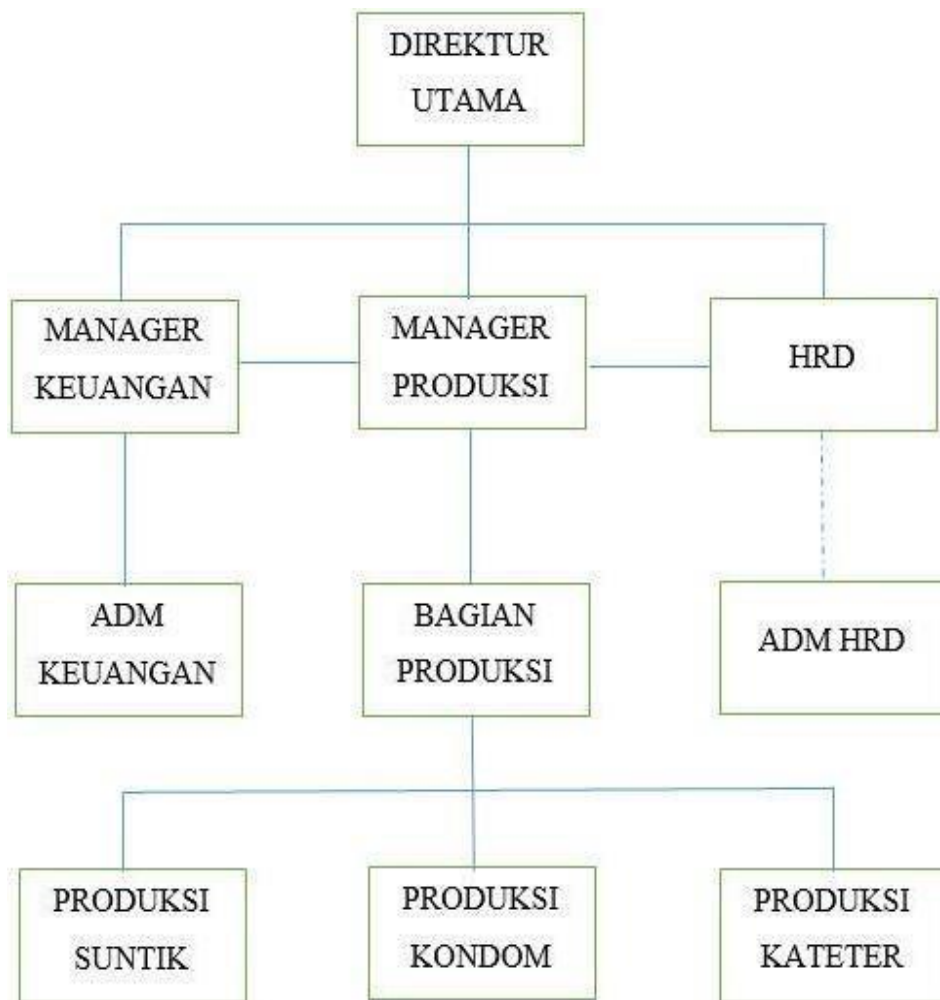 DIREKTUR
UTAMA
MANAGER
KEUANGAN
MANAGER
PRODUKSI
HRD
ADM
KEUANGAN
BAGIAN
PRODUKSI
ADM HRD
PRODUKSI
SUNTIK
PRODUKSI
KONDOM
PRODUKSI
KATETER